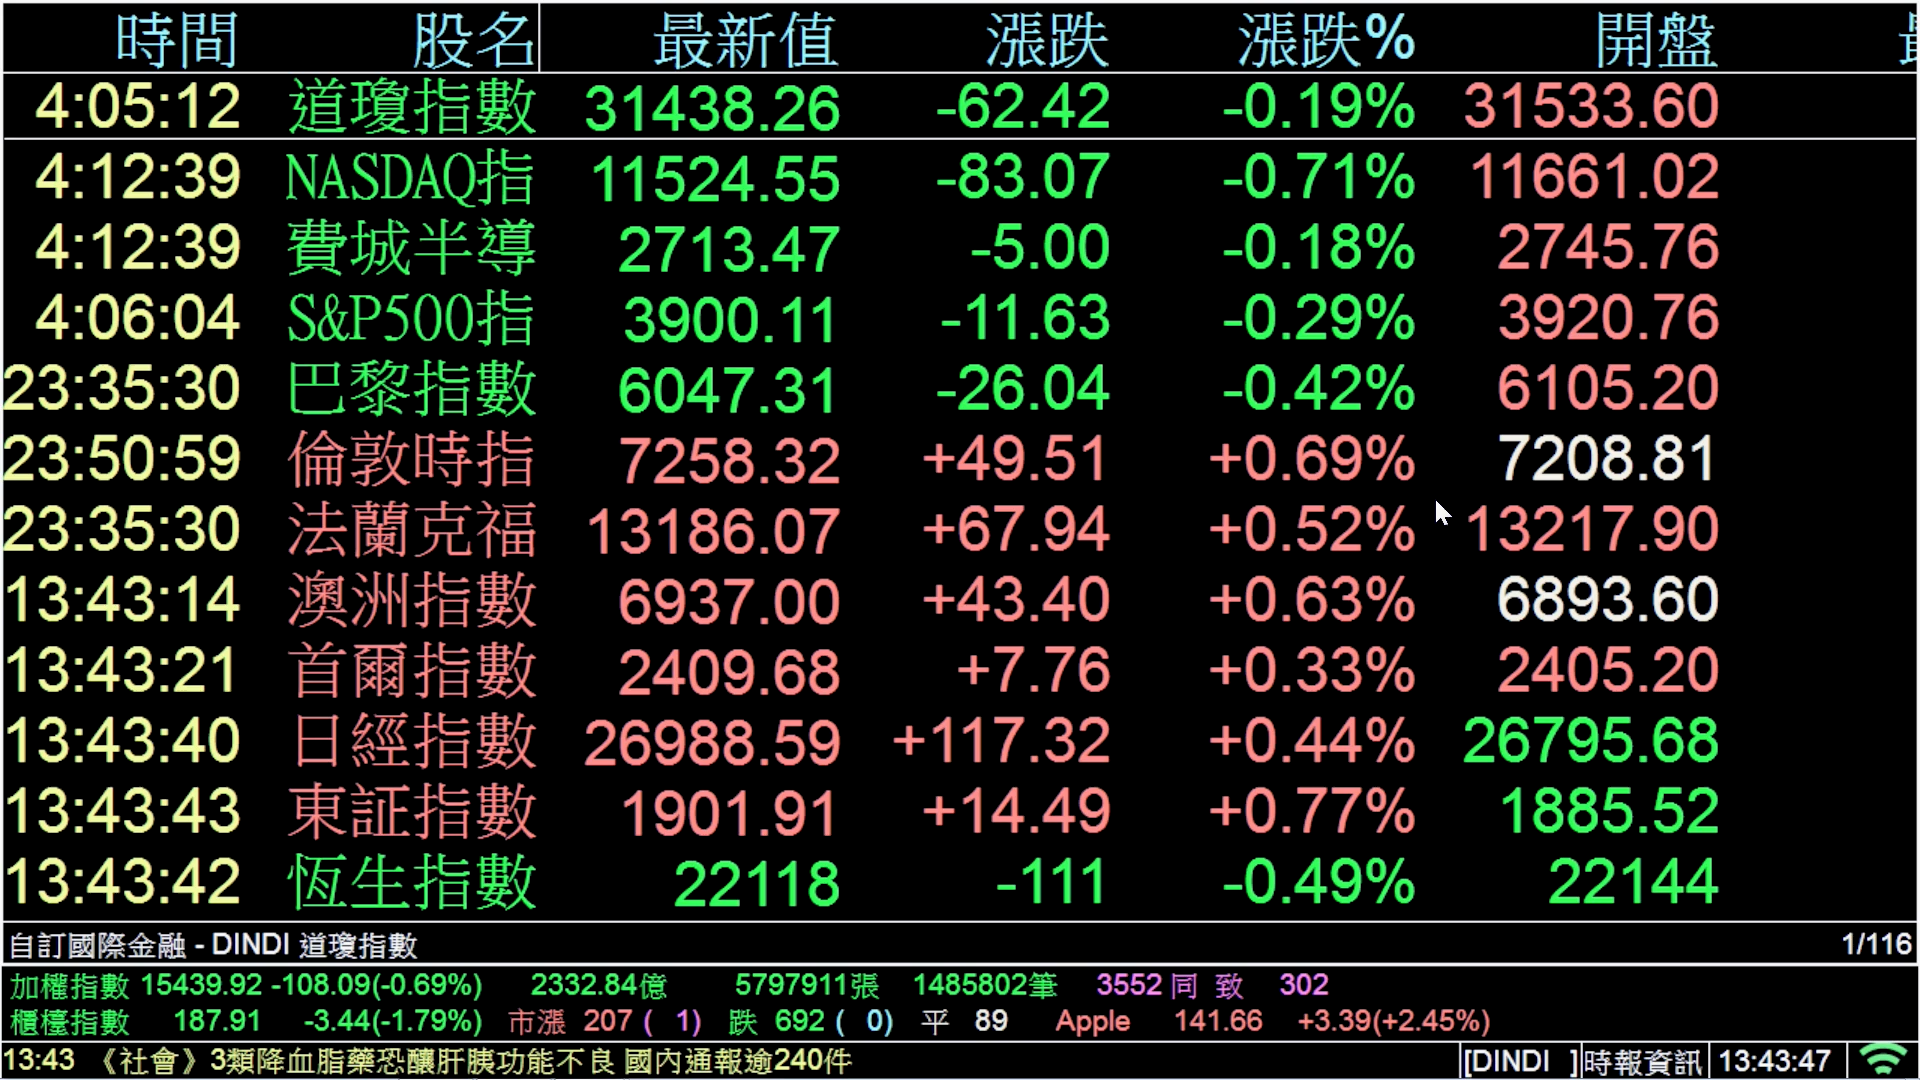 時間 股名 最新值 漲跌 漲跌% 開盤
4:05:12 道瓊指數 31438.26 -62.42 -0.19% 31533.60
4:12:39 NASDAQ指 11524.55 -83.07 -0.71% 11661.02
4:12:39 費城半導 2713.47 -5.00 -0.18% 2745.76
4:06:04 S&P500指 3900.11 -11.63 -0.29% 3920.76
23:35:30 巴黎指數 6047.31 -26.04 -0.42% 6105.20
23:50:59 倫敦時指 7258.32 +49.51 +0.69% 7208.81
23:35:30 法蘭克福 13186.07 +67.94 +0.52% 13217.90
13:43:14 澳洲指數 6937.00 +43.40 +0.63% 6893.60
13:43:21 首爾指數 2409.68 +7.76 +0.33% 2405.20
13:43:40 日經指數 26988.59 +117.32 +0.44% 26795.68
13:43:43 東証指數 1901.91 +14.49 +0.77% 1885.52
13:43:42 恆生指數 22118 -111 -0.49% 22144
自訂國際金融 - DINDI 道瓊指數 1/116
加權指數 15439.92 -108.09(-0.69%) 2332.84億 5797911張 1485802筆 3552 同 致 302
櫃檯指數 187.91 -3.44(-1.79%) 市漲 207 ( 1) 跌 692 ( 0) 平 89 Apple 141.66 +3.39(+2.45%)
13:43 《社會》3類降血脂藥恐釀肝胰功能不良 國內通報逾240件 [DINDI ] 時報資訊 13:43:47